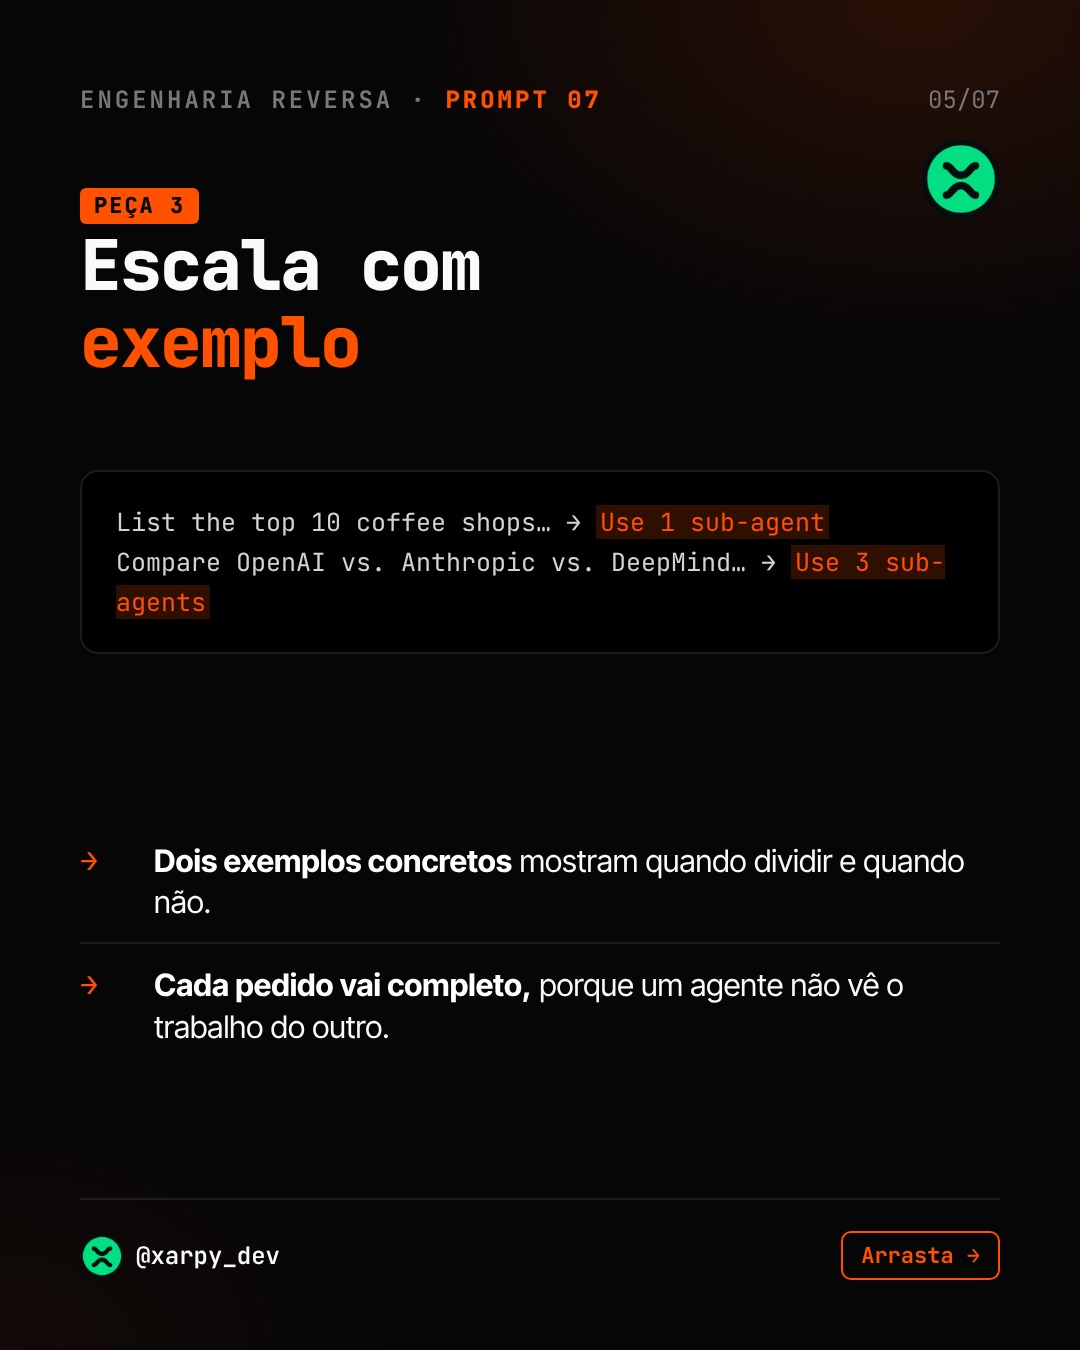 ENGENHARIA REVERSA · PROMPT 07
05/07
PEÇA 3
Escala com
exemplo
List the top 10 coffee shops… → Use 1 sub-agent
Compare OpenAI vs. Anthropic vs. DeepMind… → Use 3 sub-
agents
→ Dois exemplos concretos mostram quando dividir e quando
não.
→ Cada pedido vai completo, porque um agente não vê o
trabalho do outro.
@xarpy_dev
Arrasta →